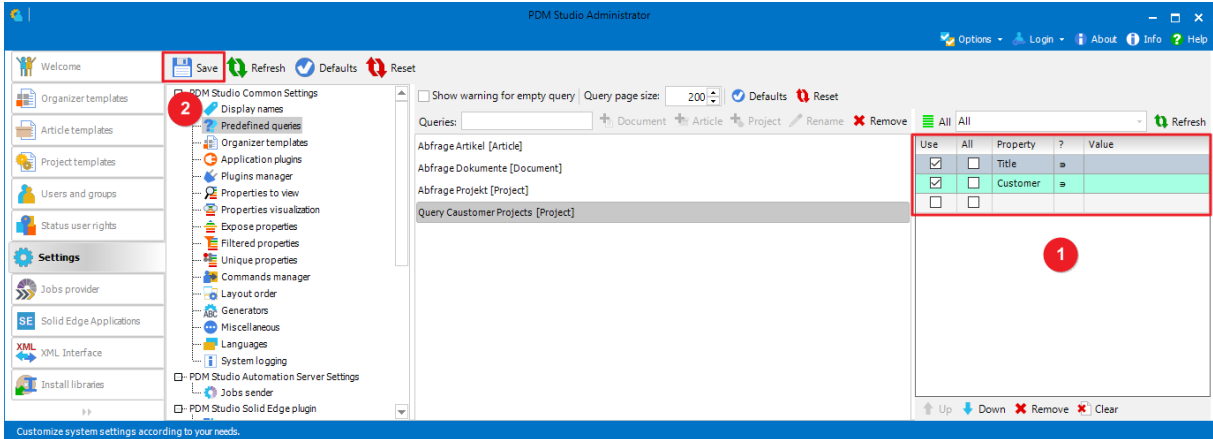 PDM Studio Administrator
Options Login About Info Help
Welcome
Organizer templates
Article templates
Project templates
Users and groups
Status user rights
Settings
Jobs provider
SE Solid Edge Applications
XML XML Interface
Install libraries
Save Refresh Defaults Reset
2
PDM Studio Common Settings
Display names
Predefined queries
Organizer templates
Application plugins
Plugins manager
Properties to view
Properties visualization
Expose properties
Filtered properties
Unique properties
Commands manager
Layout order
ABC Generators
Miscellaneous
Languages
System logging
PDM Studio Automation Server Settings
Jobs sender
PDM Studio Solid Edge plugin
Show warning for empty query Query page size: 200 Defaults Reset
Queries: Document Article Project Rename Remove
Abfrage Artikel [Article]
Abfrage Dokumente [Document]
Abfrage Projekt [Project]
Query Caustomer Projects [Project]
All All Refresh
Use All Property ? Value
Title
Customer
1
Up Down Remove Clear
Customize system settings according to your needs.